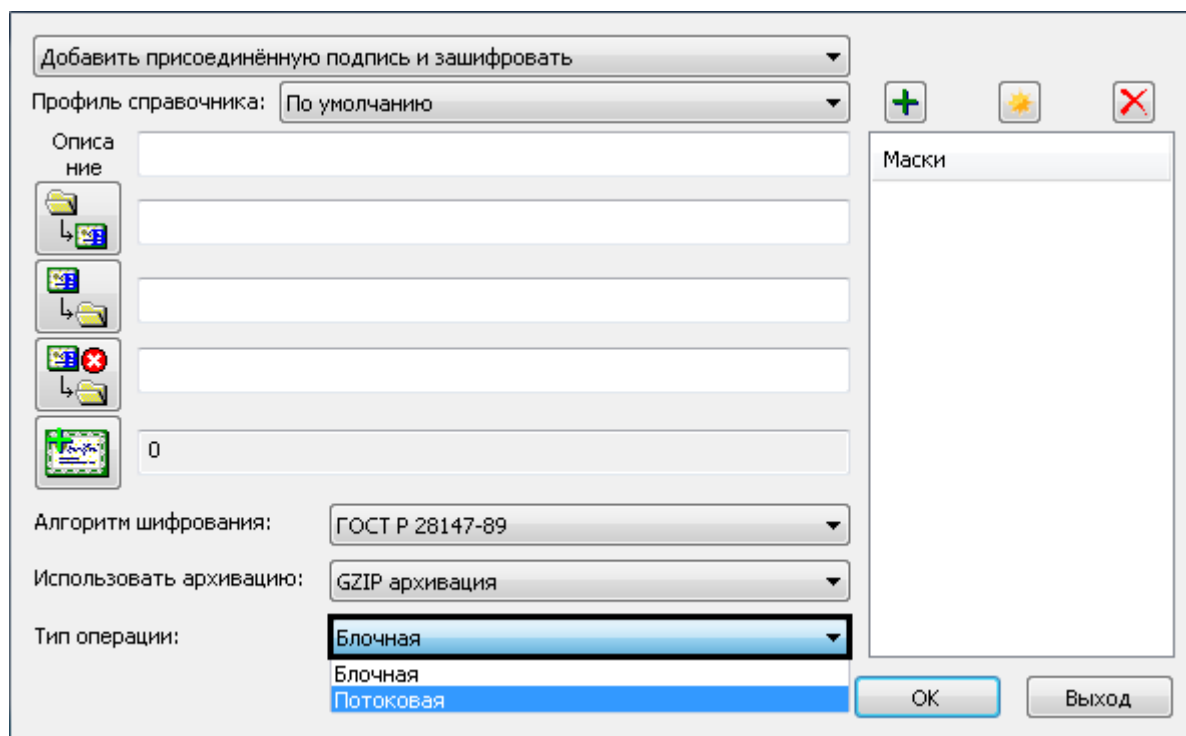 Добавить присоединённую подпись и зашифровать
Профиль справочника: По умолчанию
Описа
ние
Маски
0
Алгоритм шифрования: ГОСТ Р 28147-89
Использовать архивацию: GZIP архивация
Тип операции: Блочная
Блочная
Потоковая
OK Выход